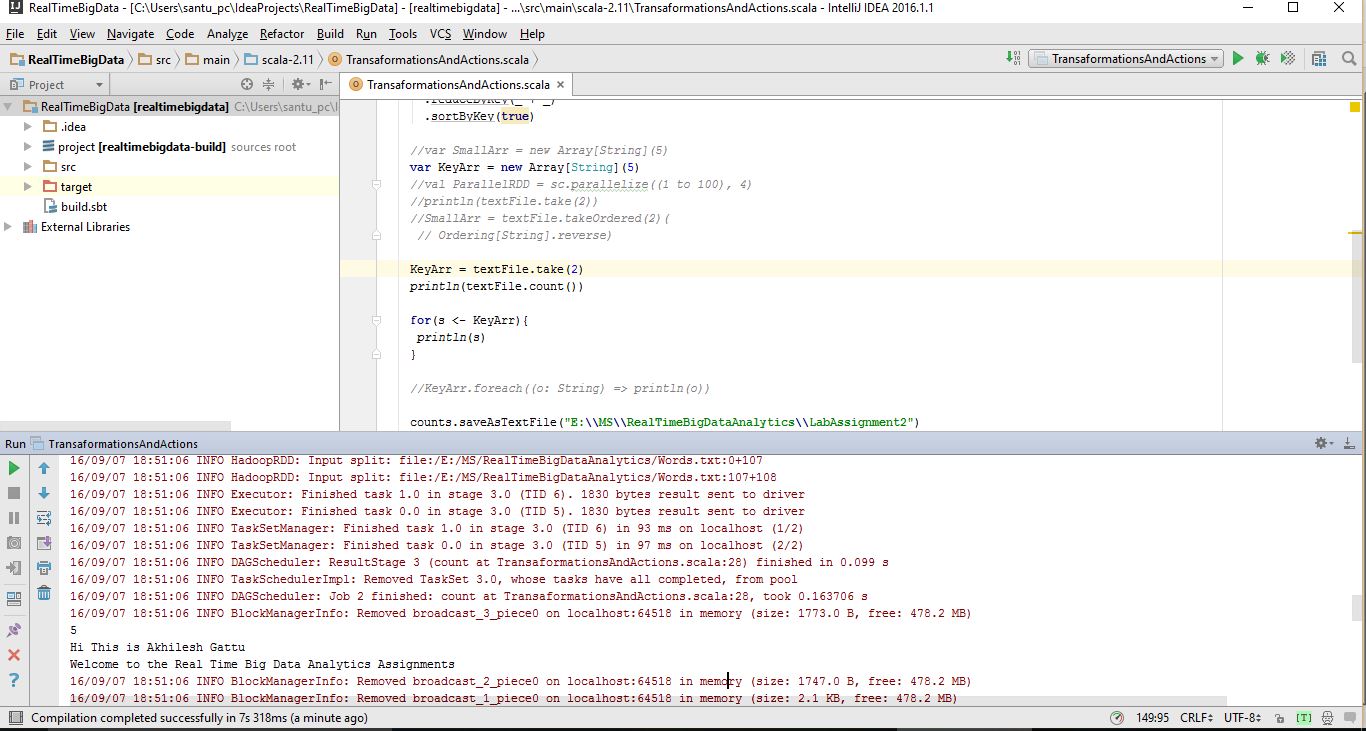 RealTimeBigData - [C:\Users\santu_pc\IdeaProjects\RealTimeBigData] - [realtimebigdata] - ...\src\main\scala-2.11\TransaformationsAndActions.scala - IntelliJ IDEA 2016.1.1
File Edit View Navigate Code Analyze Refactor Build Run Tools VCS Window Help
RealTimeBigData src main scala-2.11 TransaformationsAndActions.scala TransaformationsAndActions
Project
TransaformationsAndActions.scala
RealTimeBigData [realtimebigdata] C:\Users\santu_pc\I
.idea
project [realtimebigdata-build] sources root
src
target
build.sbt
External Libraries
.reduceByKey(_ + _)
.sortByKey(true)
//var SmallArr = new Array[String](5)
var KeyArr = new Array[String](5)
//val ParallelRDD = sc.parallelize((1 to 100), 4)
//println(textFile.take(2))
//SmallArr = textFile.takeOrdered(2)(
// Ordering[String].reverse)
KeyArr = textFile.take(2)
println(textFile.count())
for(s <- KeyArr){
println(s)
}
//KeyArr.foreach((o: String) => println(o))
counts.saveAsTextFile("E:\\MS\\RealTimeBigDataAnalytics\\LabAssignment2")
Run TransaformationsAndActions
16/09/07 18:51:06 INFO HadoopRDD: Input split: file:/E:/MS/RealTimeBigDataAnalytics/Words.txt:0+107
16/09/07 18:51:06 INFO HadoopRDD: Input split: file:/E:/MS/RealTimeBigDataAnalytics/Words.txt:107+108
16/09/07 18:51:06 INFO Executor: Finished task 1.0 in stage 3.0 (TID 6). 1830 bytes result sent to driver
16/09/07 18:51:06 INFO Executor: Finished task 0.0 in stage 3.0 (TID 5). 1830 bytes result sent to driver
16/09/07 18:51:06 INFO TaskSetManager: Finished task 1.0 in stage 3.0 (TID 6) in 93 ms on localhost (1/2)
16/09/07 18:51:06 INFO TaskSetManager: Finished task 0.0 in stage 3.0 (TID 5) in 97 ms on localhost (2/2)
16/09/07 18:51:06 INFO DAGScheduler: ResultStage 3 (count at TransaformationsAndActions.scala:28) finished in 0.099 s
16/09/07 18:51:06 INFO TaskSchedulerImpl: Removed TaskSet 3.0, whose tasks have all completed, from pool
16/09/07 18:51:06 INFO DAGScheduler: Job 2 finished: count at TransaformationsAndActions.scala:28, took 0.163706 s
16/09/07 18:51:06 INFO BlockManagerInfo: Removed broadcast_3_piece0 on localhost:64518 in memory (size: 1773.0 B, free: 478.2 MB)
5
Hi This is Akhilesh Gattu
Welcome to the Real Time Big Data Analytics Assignments
16/09/07 18:51:06 INFO BlockManagerInfo: Removed broadcast_2_piece0 on localhost:64518 in memory (size: 1747.0 B, free: 478.2 MB)
16/09/07 18:51:06 INFO BlockManagerInfo: Removed broadcast_1_piece0 on localhost:64518 in memory (size: 2.1 KB, free: 478.2 MB)
Compilation completed successfully in 7s 318ms (a minute ago) 149:95 CRLF UTF-8 [T]